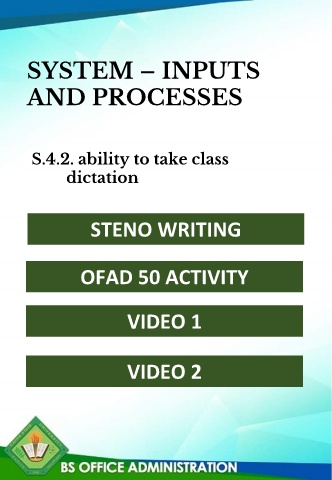 SYSTEM – INPUTS
AND PROCESSES
S.4.2. ability to take class
dictation
STENO WRITING
OFAD 50 ACTIVITY
VIDEO 1
VIDEO 2
BS OFFICE ADMINISTRATION